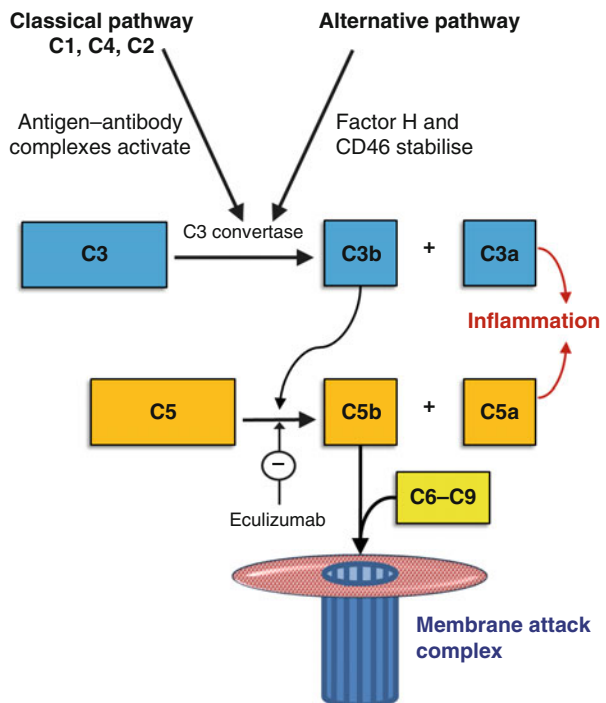 Classical pathway
C1, C4, C2
Alternative pathway
Antigen–antibody
complexes activate
Factor H and
CD46 stabilise
C3 convertase
C3
C3b
+
C3a
Inflammation
C5
C5b
+
C5a
−
C6–C9
Eculizumab
Membrane attack
complex